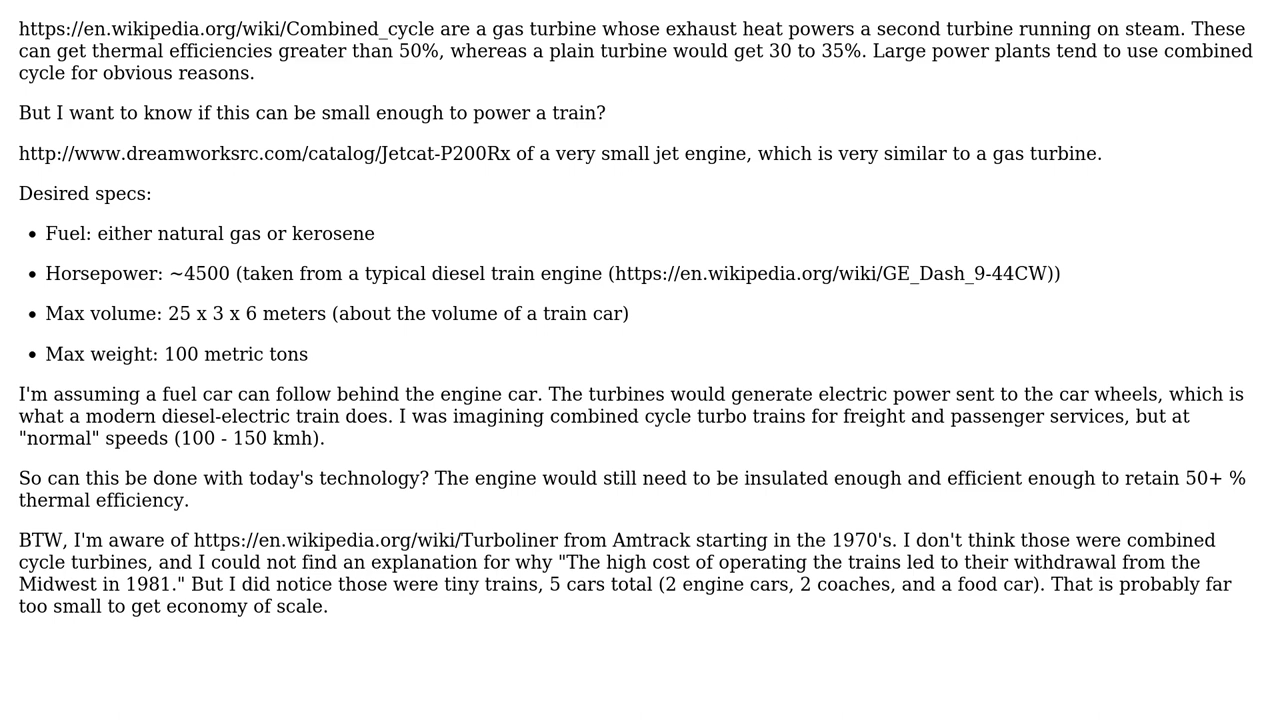 https://en.wikipedia.org/wiki/Combined_cycle are a gas turbine whose exhaust heat powers a second turbine running on steam. These
can get thermal efficiencies greater than 50%, whereas a plain turbine would get 30 to 35%. Large power plants tend to use combined
cycle for obvious reasons.
But I want to know if this can be small enough to power a train?
http://www.dreamworksrc.com/catalog/Jetcat-P200Rx of a very small jet engine, which is very similar to a gas turbine.
Desired specs:
• Fuel: either natural gas or kerosene
• Horsepower: ~4500 (taken from a typical diesel train engine (https://en.wikipedia.org/wiki/GE_Dash_9-44CW))
• Max volume: 25 x 3 x 6 meters (about the volume of a train car)
• Max weight: 100 metric tons
I'm assuming a fuel car can follow behind the engine car. The turbines would generate electric power sent to the car wheels, which is
what a modern diesel-electric train does. I was imagining combined cycle turbo trains for freight and passenger services, but at
"normal" speeds (100 - 150 kmh).
So can this be done with today's technology? The engine would still need to be insulated enough and efficient enough to retain 50+ %
thermal efficiency.
BTW, I'm aware of https://en.wikipedia.org/wiki/Turboliner from Amtrack starting in the 1970's. I don't think those were combined
cycle turbines, and I could not find an explanation for why "The high cost of operating the trains led to their withdrawal from the
Midwest in 1981." But I did notice those were tiny trains, 5 cars total (2 engine cars, 2 coaches, and a food car). That is probably far
too small to get economy of scale.